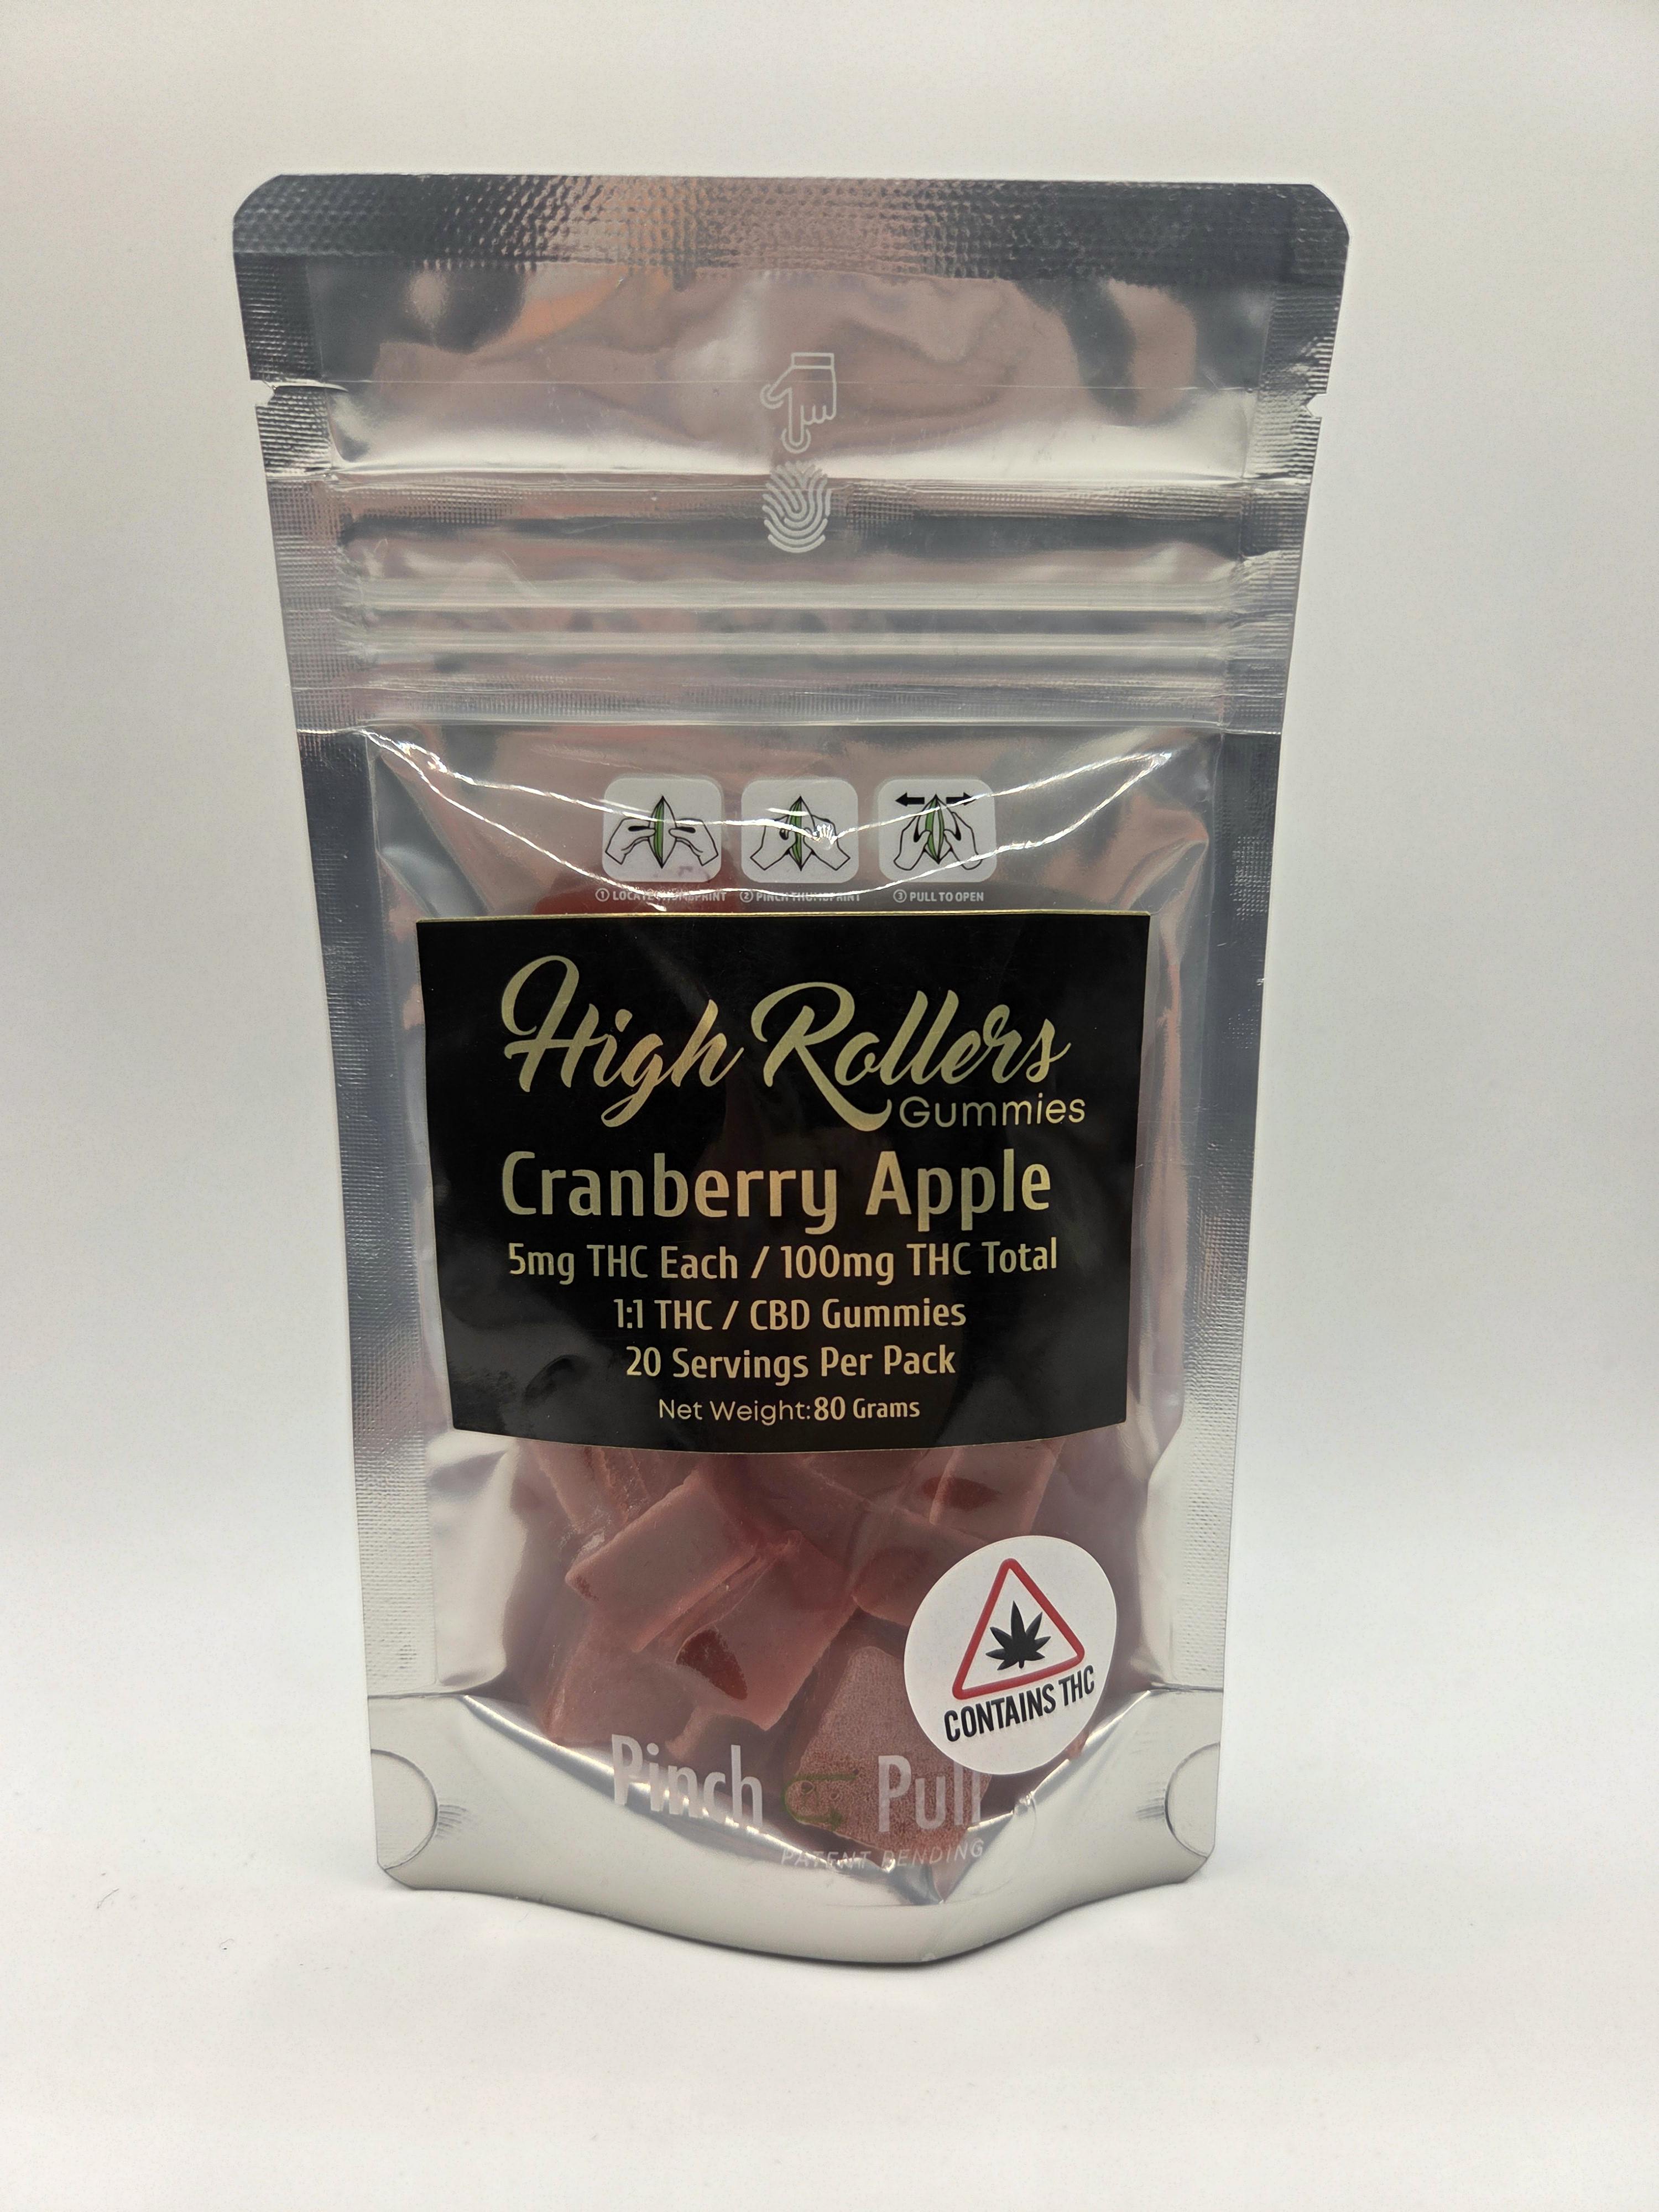 ① LOCATE THUMBPRINT ② PINCH THUMBPRINT ③ PULL TO OPEN
High Rollers
Gummies
Cranberry Apple
5mg THC Each / 100mg THC Total
1:1 THC / CBD Gummies
20 Servings Per Pack
Net Weight: 80 Grams
CONTAINS THC
Pinch Pull
PATENT PENDING